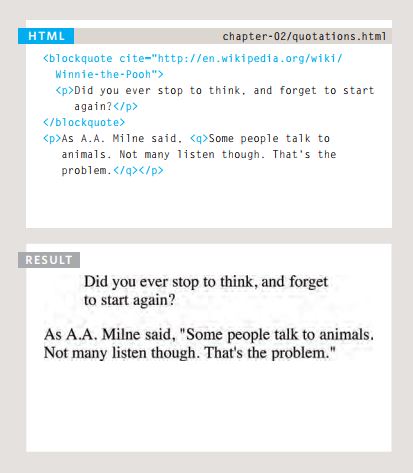 HTML
chapter-02/quotations.html
<blockquote cite="http://en.wikipedia.org/wiki/
Winnie-the-Pooh">
<p>Did you ever stop to think, and forget to start
again?</p>
</blockquote>
<p>As A.A. Milne said, <q>Some people talk to
animals. Not many listen though. That's the
problem.</q></p>
RESULT
Did you ever stop to think, and forget
to start again?
As A.A. Milne said, "Some people talk to animals.
Not many listen though. That's the problem."